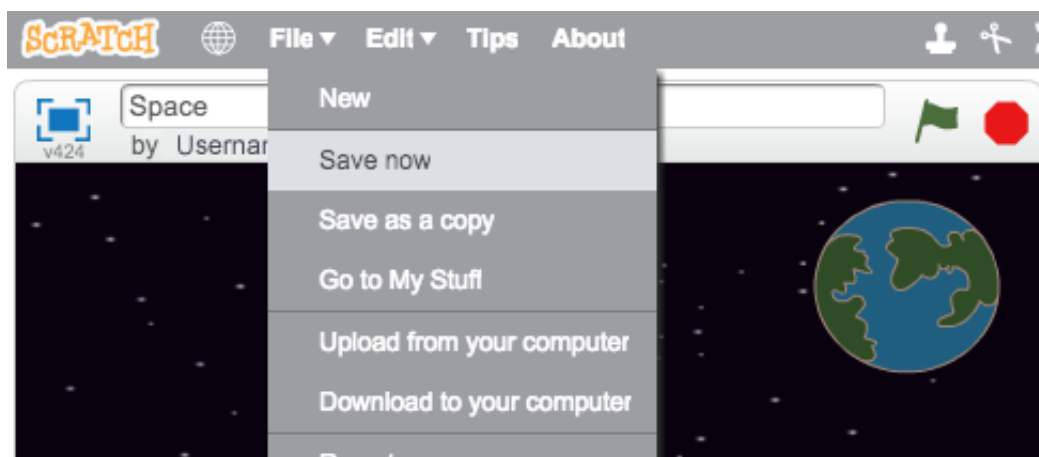 SCRATCH File Edit Tips About
Space
v424 by
New
Save now
Save as a copy
Go to My Stuff
Upload from your computer
Download to your computer